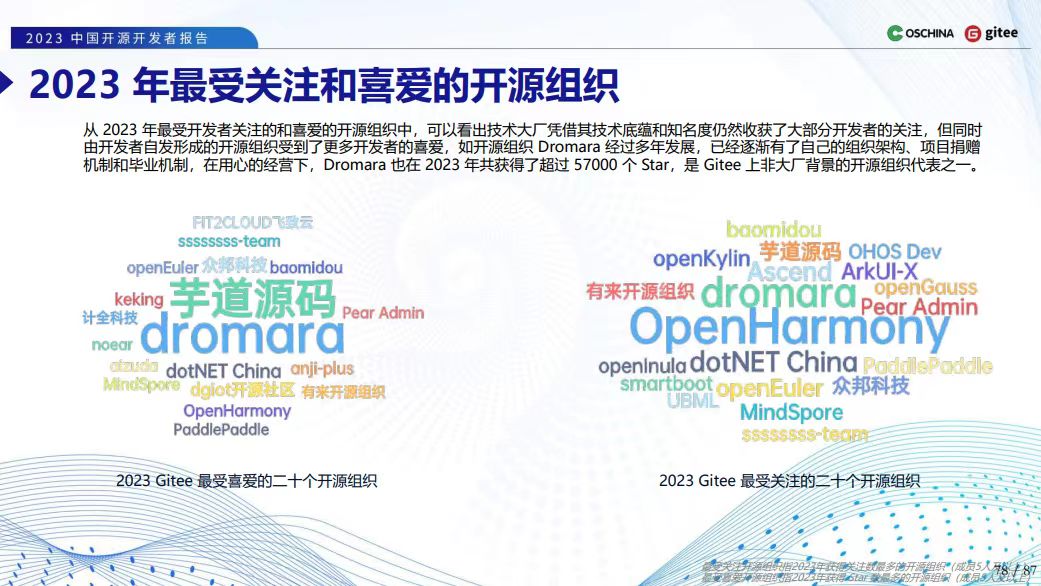 2023 中国开源开发者报告
OSCHINA gitee
2023 年最受关注和喜爱的开源组织
从 2023 年最受开发者关注的和喜爱的开源组织中，可以看出技术大厂凭借其技术底蕴和知名度仍然收获了大部分开发者的关注，但同时
由开发者自发形成的开源组织受到了更多开发者的喜爱，如开源组织 Dromara 经过多年发展，已经逐渐有了自己的组织架构、项目捐赠
机制和毕业机制，在用心的经营下，Dromara 也在 2023 年共获得了超过 57000 个 Star，是 Gitee 上非大厂背景的开源组织代表之一。
FIT2CLOUD飞致云
ssssssss-team
openEuler 众邦科技 baomidou
keking 芋道源码 Pear Admin
计全科技 dromara
noear
aizuda dotNET China anji-plus
MindSpore dgiot开源社区 有来开源组织
OpenHarmony
PaddlePaddle
2023 Gitee 最受喜爱的二十个开源组织
baomidou
openKylin 芋道源码 OHOS Dev
Ascend ArkUI-X
有来开源组织 dromara openGauss
Pear Admin
OpenHarmony
openInula dotNET China PaddlePaddle
smartboot openEuler 众邦科技
UBML MindSpore
ssssssss-team
2023 Gitee 最受关注的二十个开源组织
最受关注开源组织指2023年获得关注数最多的开源组织（成员5人及以上）
最受喜爱开源组织指2023年获得 Star 数最多的开源组织（成员5人及以上）
78 / 87